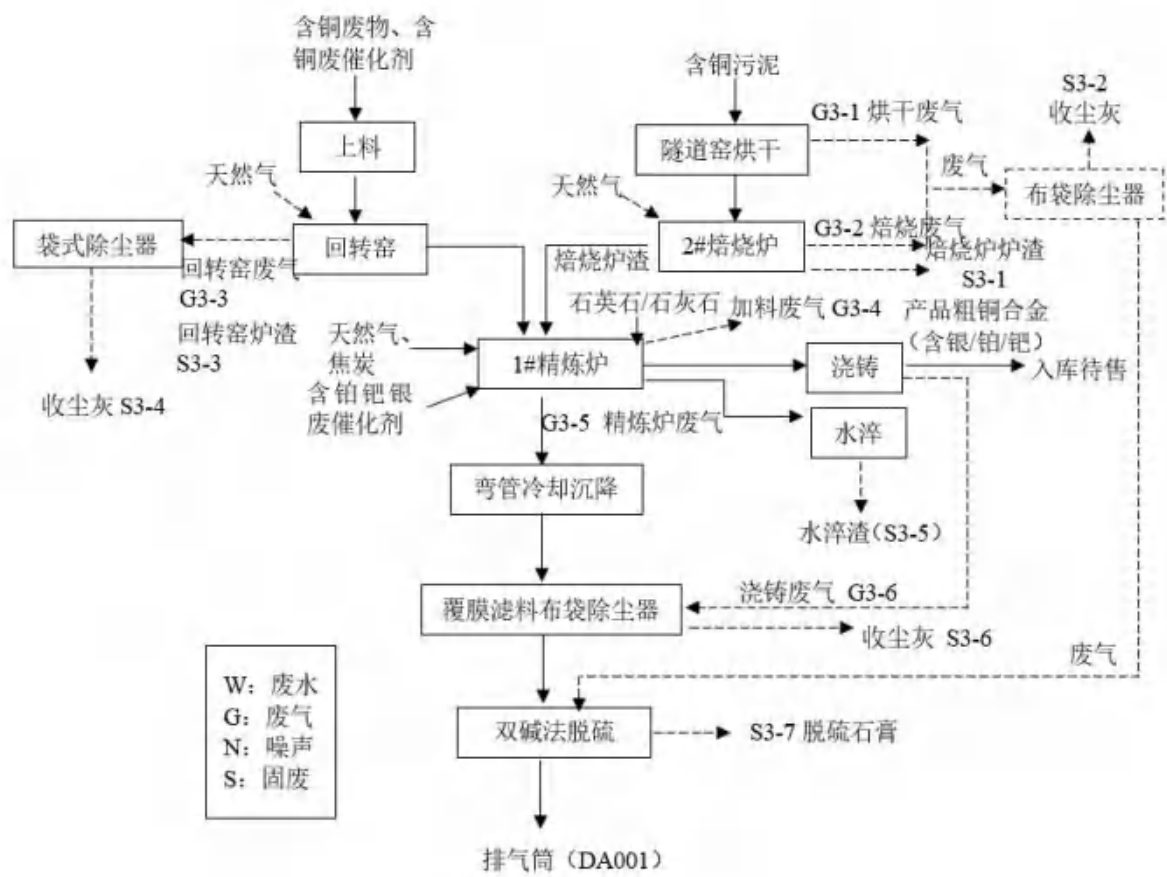 含铜废物、含
铜废催化剂
含铜污泥
S3-2
收尘灰
G3-1 烘干废气
上料
隧道窑烘干
废气
天然气
天然气
布袋除尘器
袋式除尘器
回转窑
2#焙烧炉
G3-2 焙烧废气
回转窑废气
G3-3
焙烧炉渣
焙烧炉炉渣
S3-1
石英石/石灰石
加料废气 G3-4
产品粗铜合金
（含银/铂/钯）
回转窑炉渣
S3-3
天然气、
焦炭
1#精炼炉
浇铸
入库待售
收尘灰 S3-4
含铂钯银
废催化剂
G3-5 精炼炉废气
水淬
弯管冷却沉降
水淬渣（S3-5）
浇铸废气 G3-6
覆膜滤料布袋除尘器
收尘灰 S3-6
废气
W：废水
G：废气
N：噪声
S：固废
双碱法脱硫
S3-7 脱硫石膏
排气筒（DA001）